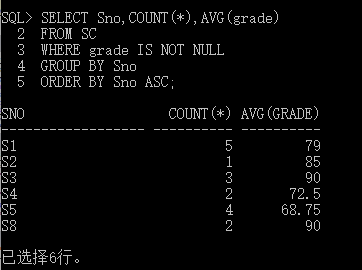 SQL> SELECT Sno,COUNT(*),AVG(grade)
  2  FROM SC
  3  WHERE grade IS NOT NULL
  4  GROUP BY Sno
  5  ORDER BY Sno ASC;
SNO                  COUNT(*) AVG(GRADE)
-------------------- ---------- ----------
S1                            5         79
S2                            1         85
S3                            3         90
S4                            2       72.5
S5                            4      68.75
S8                            2         90
已选择6行。